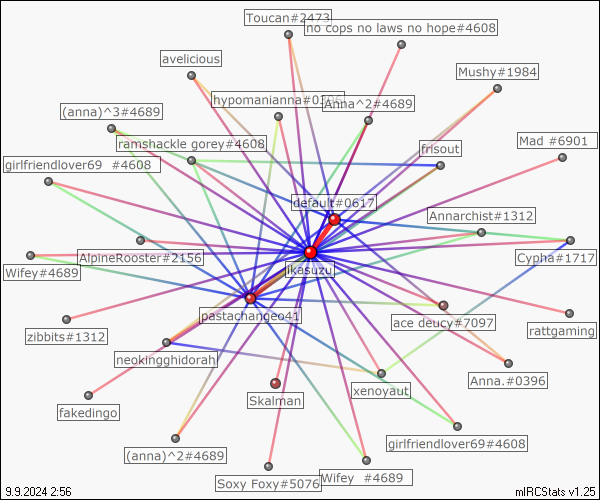 Toucan#2473
no cops no laws no hope#4608
avelicious
Mushy#1984
hypomanianna#0396
Anna^2#4689
(anna)^3#4689
ramshackle gorey#4608
frisout
Mad #6901
girlfriendlover69 #4608
default#0617
Annarchist#1312
AlpineRooster#2156
Cypha#1717
Wifey#4689
ikasuzu
pastachangeo41
ace deucy#7097
rattgaming
zibbits#1312
neokingghidorah
Anna.#0396
xenoyaut
Skalman
fakedingo
girlfriendlover69#4608
(anna)^2#4689
Soxy Foxy#5076
Wifey #4689
9.9.2024 2:56
mIRCStats v1.25